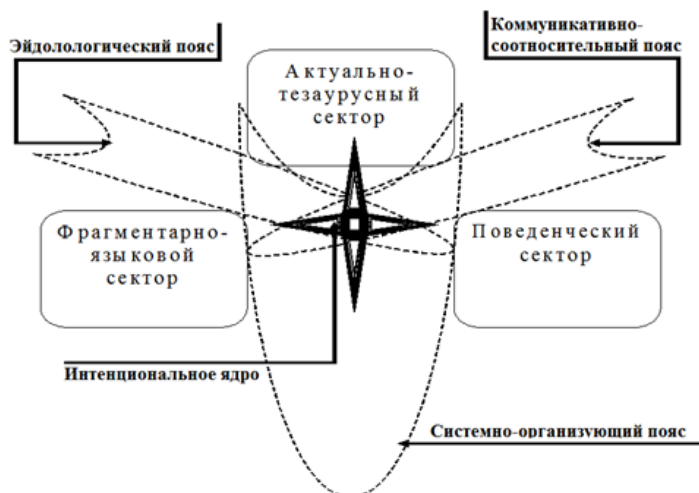 Эйдолологический пояс
Коммуникативно-
соотносительный пояс
Актуально-
тезаурусный
сектор
Фрагментарно-
языковой
сектор
Поведенческий
сектор
Интенциональное ядро
Системно-организующий пояс